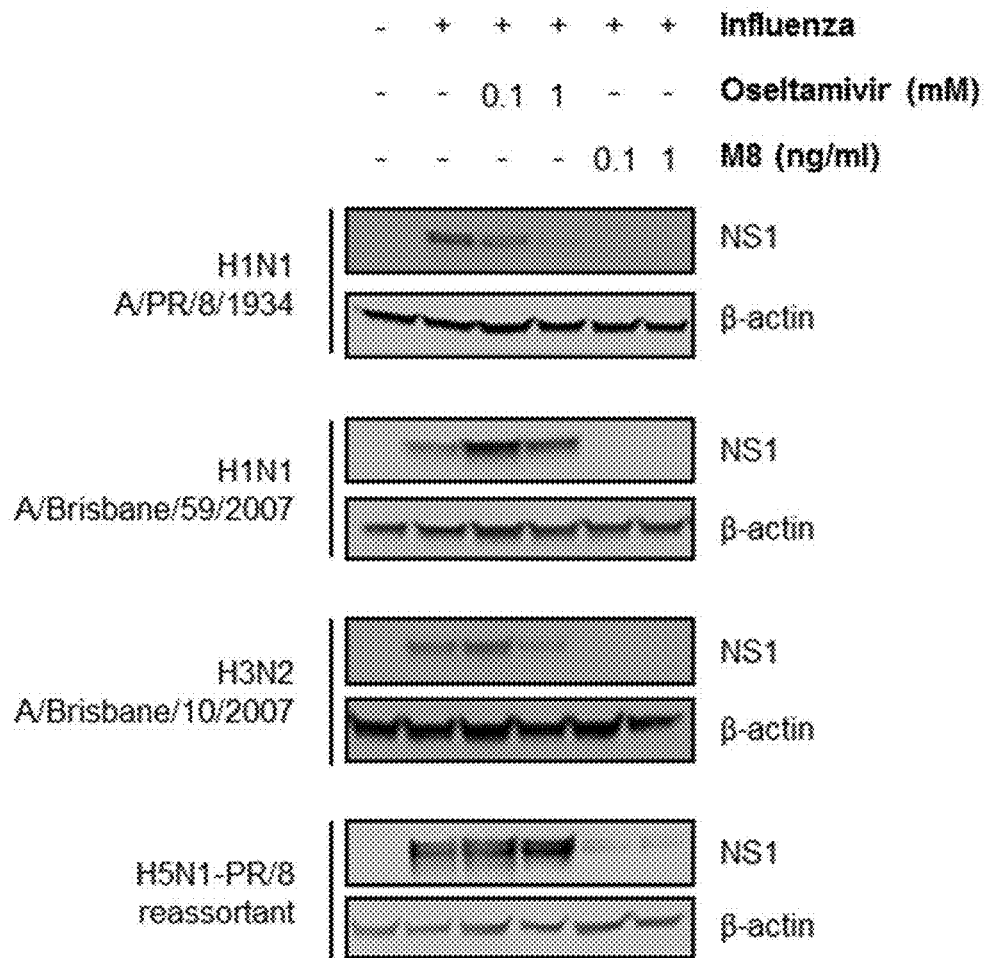 - + + + + + Influenza
- - 0.1 1 - - Oseltamivir (mM)
- - - - 0.1 1 M8 (ng/ml)
H1N1
A/PR/8/1934
NS1
β-actin
H1N1
A/Brisbane/59/2007
NS1
β-actin
H3N2
A/Brisbane/10/2007
NS1
β-actin
H5N1-PR/8
reassortant
NS1
β-actin